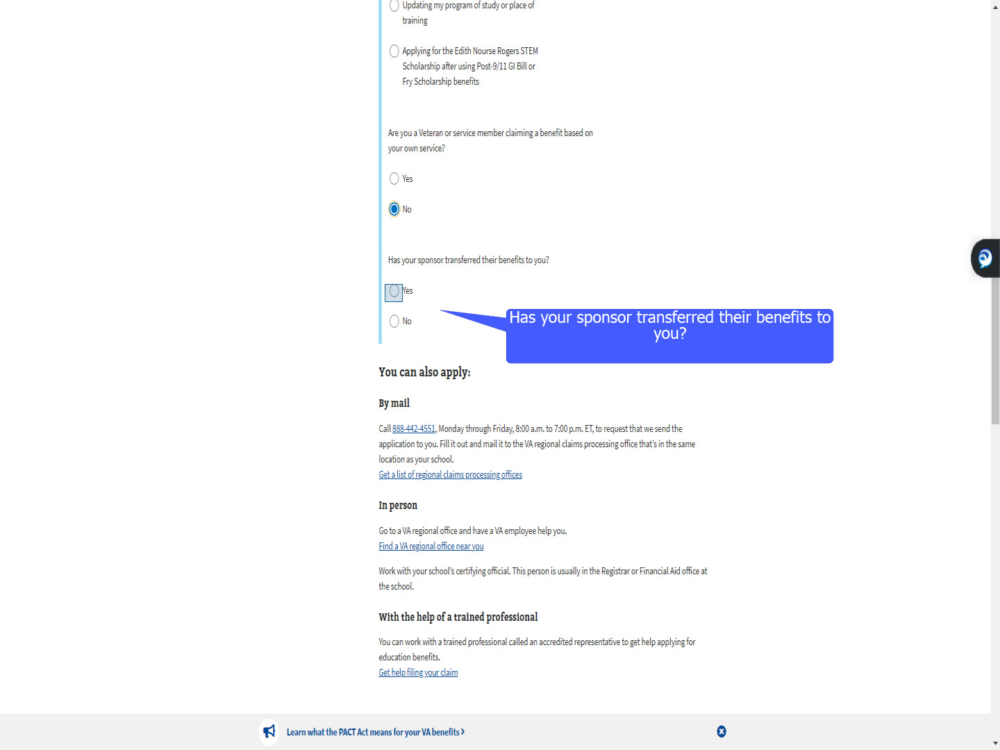 Updating my program of study or place of
training
Applying for the Edith Nourse Rogers STEM
Scholarship after using Post-9/11 GI Bill or
Fry Scholarship benefits
Are you a Veteran or service member claiming a benefit based on
your own service?
Yes
No
Has your sponsor transferred their benefits to you?
Yes
No
Has your sponsor transferred their benefits to
you?
You can also apply:
By mail
Call 888-442-4551, Monday through Friday, 8:00 a.m. to 7:00 p.m. ET, to request that we send the
application to you. Fill it out and mail it to the VA regional claims processing office that’s in the same
location as your school.
Get a list of regional claims processing offices
In person
Go to a VA regional office and have a VA employee help you.
Find a VA regional office near you
Work with your school’s certifying official. This person is usually in the Registrar or Financial Aid office at
the school.
With the help of a trained professional
You can work with a trained professional called an accredited representative to get help applying for
education benefits.
Get help filing your claim
Learn what the PACT Act means for your VA benefits